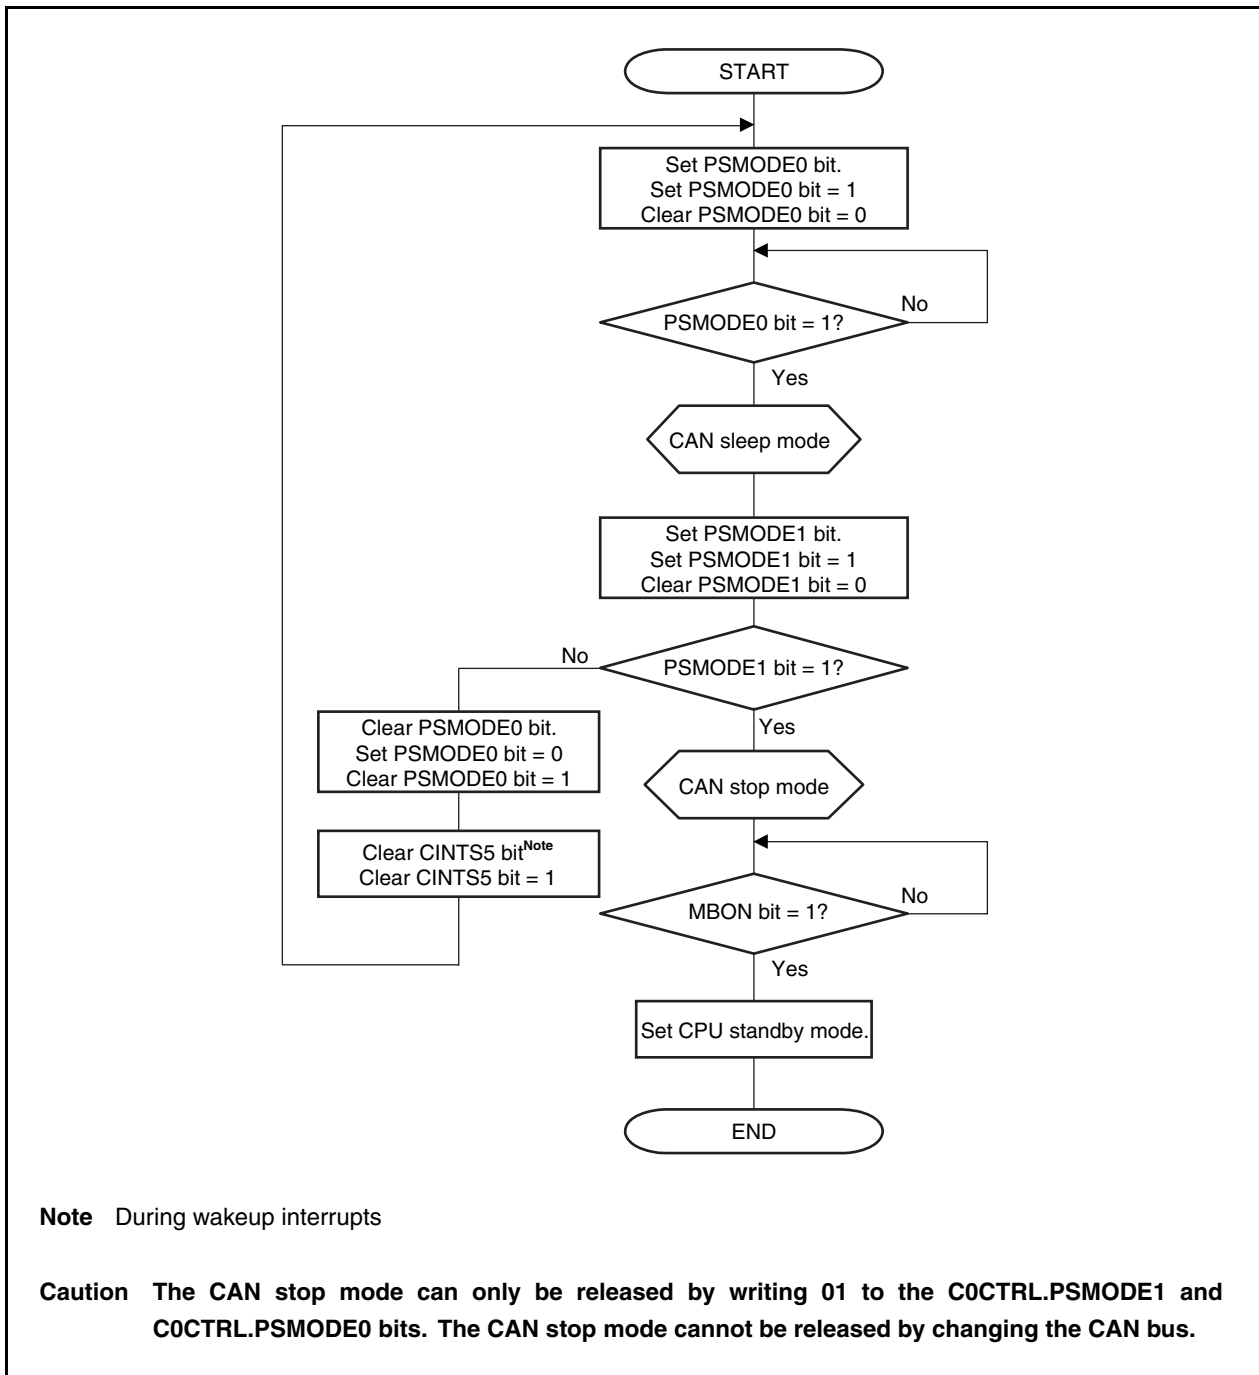 START
Set PSMODE0 bit.
Set PSMODE0 bit = 1
Clear PSMODE0 bit = 0
No
PSMODE0 bit = 1?
Yes
CAN sleep mode
Set PSMODE1 bit.
Set PSMODE1 bit = 1
Clear PSMODE1 bit = 0
No
PSMODE1 bit = 1?
Yes
Clear PSMODE0 bit.
Set PSMODE0 bit = 0
Clear PSMODE0 bit = 1
CAN stop mode
Clear CINTS5 bitNote
Clear CINTS5 bit = 1
No
MBON bit = 1?
Yes
Set CPU standby mode.
END
Note During wakeup interrupts
Caution The CAN stop mode can only be released by writing 01 to the C0CTRL.PSMODE1 and
C0CTRL.PSMODE0 bits. The CAN stop mode cannot be released by changing the CAN bus.